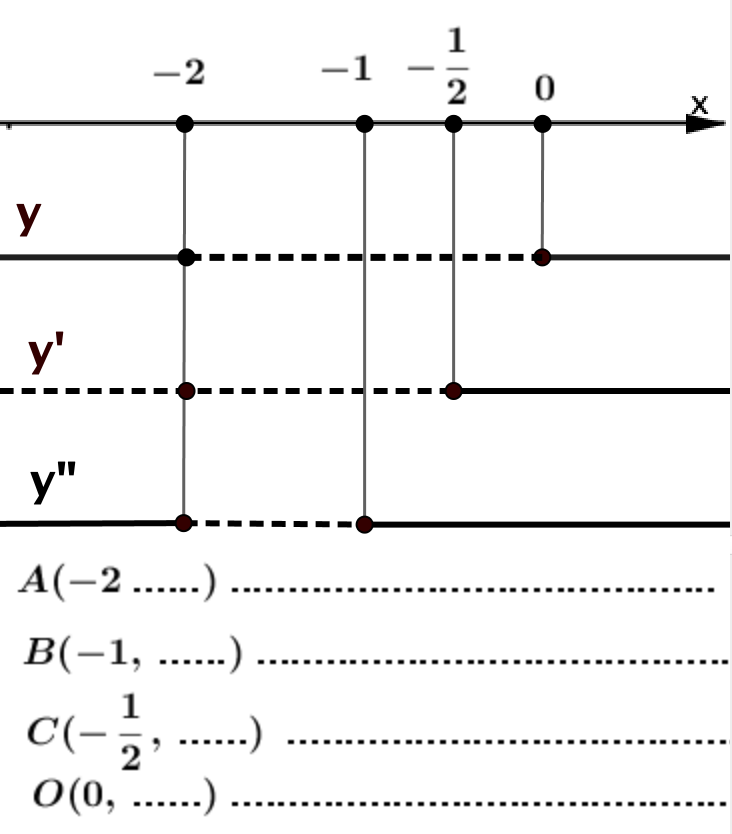 -2 -1 -1/2 0 x
y
y'
y"
A(-2 ......) ................................................
B(-1, ......) ................................................
C(-1/2, ......) ............................................
O(0, ......) ..................................................